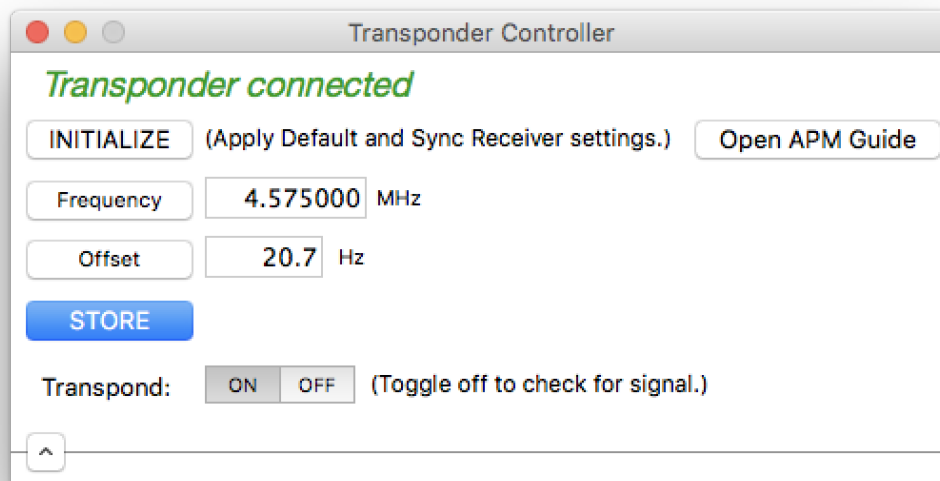 Transponder Controller
Transponder connected
INITIALIZE (Apply Default and Sync Receiver settings.) Open APM Guide
Frequency 4.575000 MHz
Offset 20.7 Hz
STORE
Transpond: ON OFF (Toggle off to check for signal.)